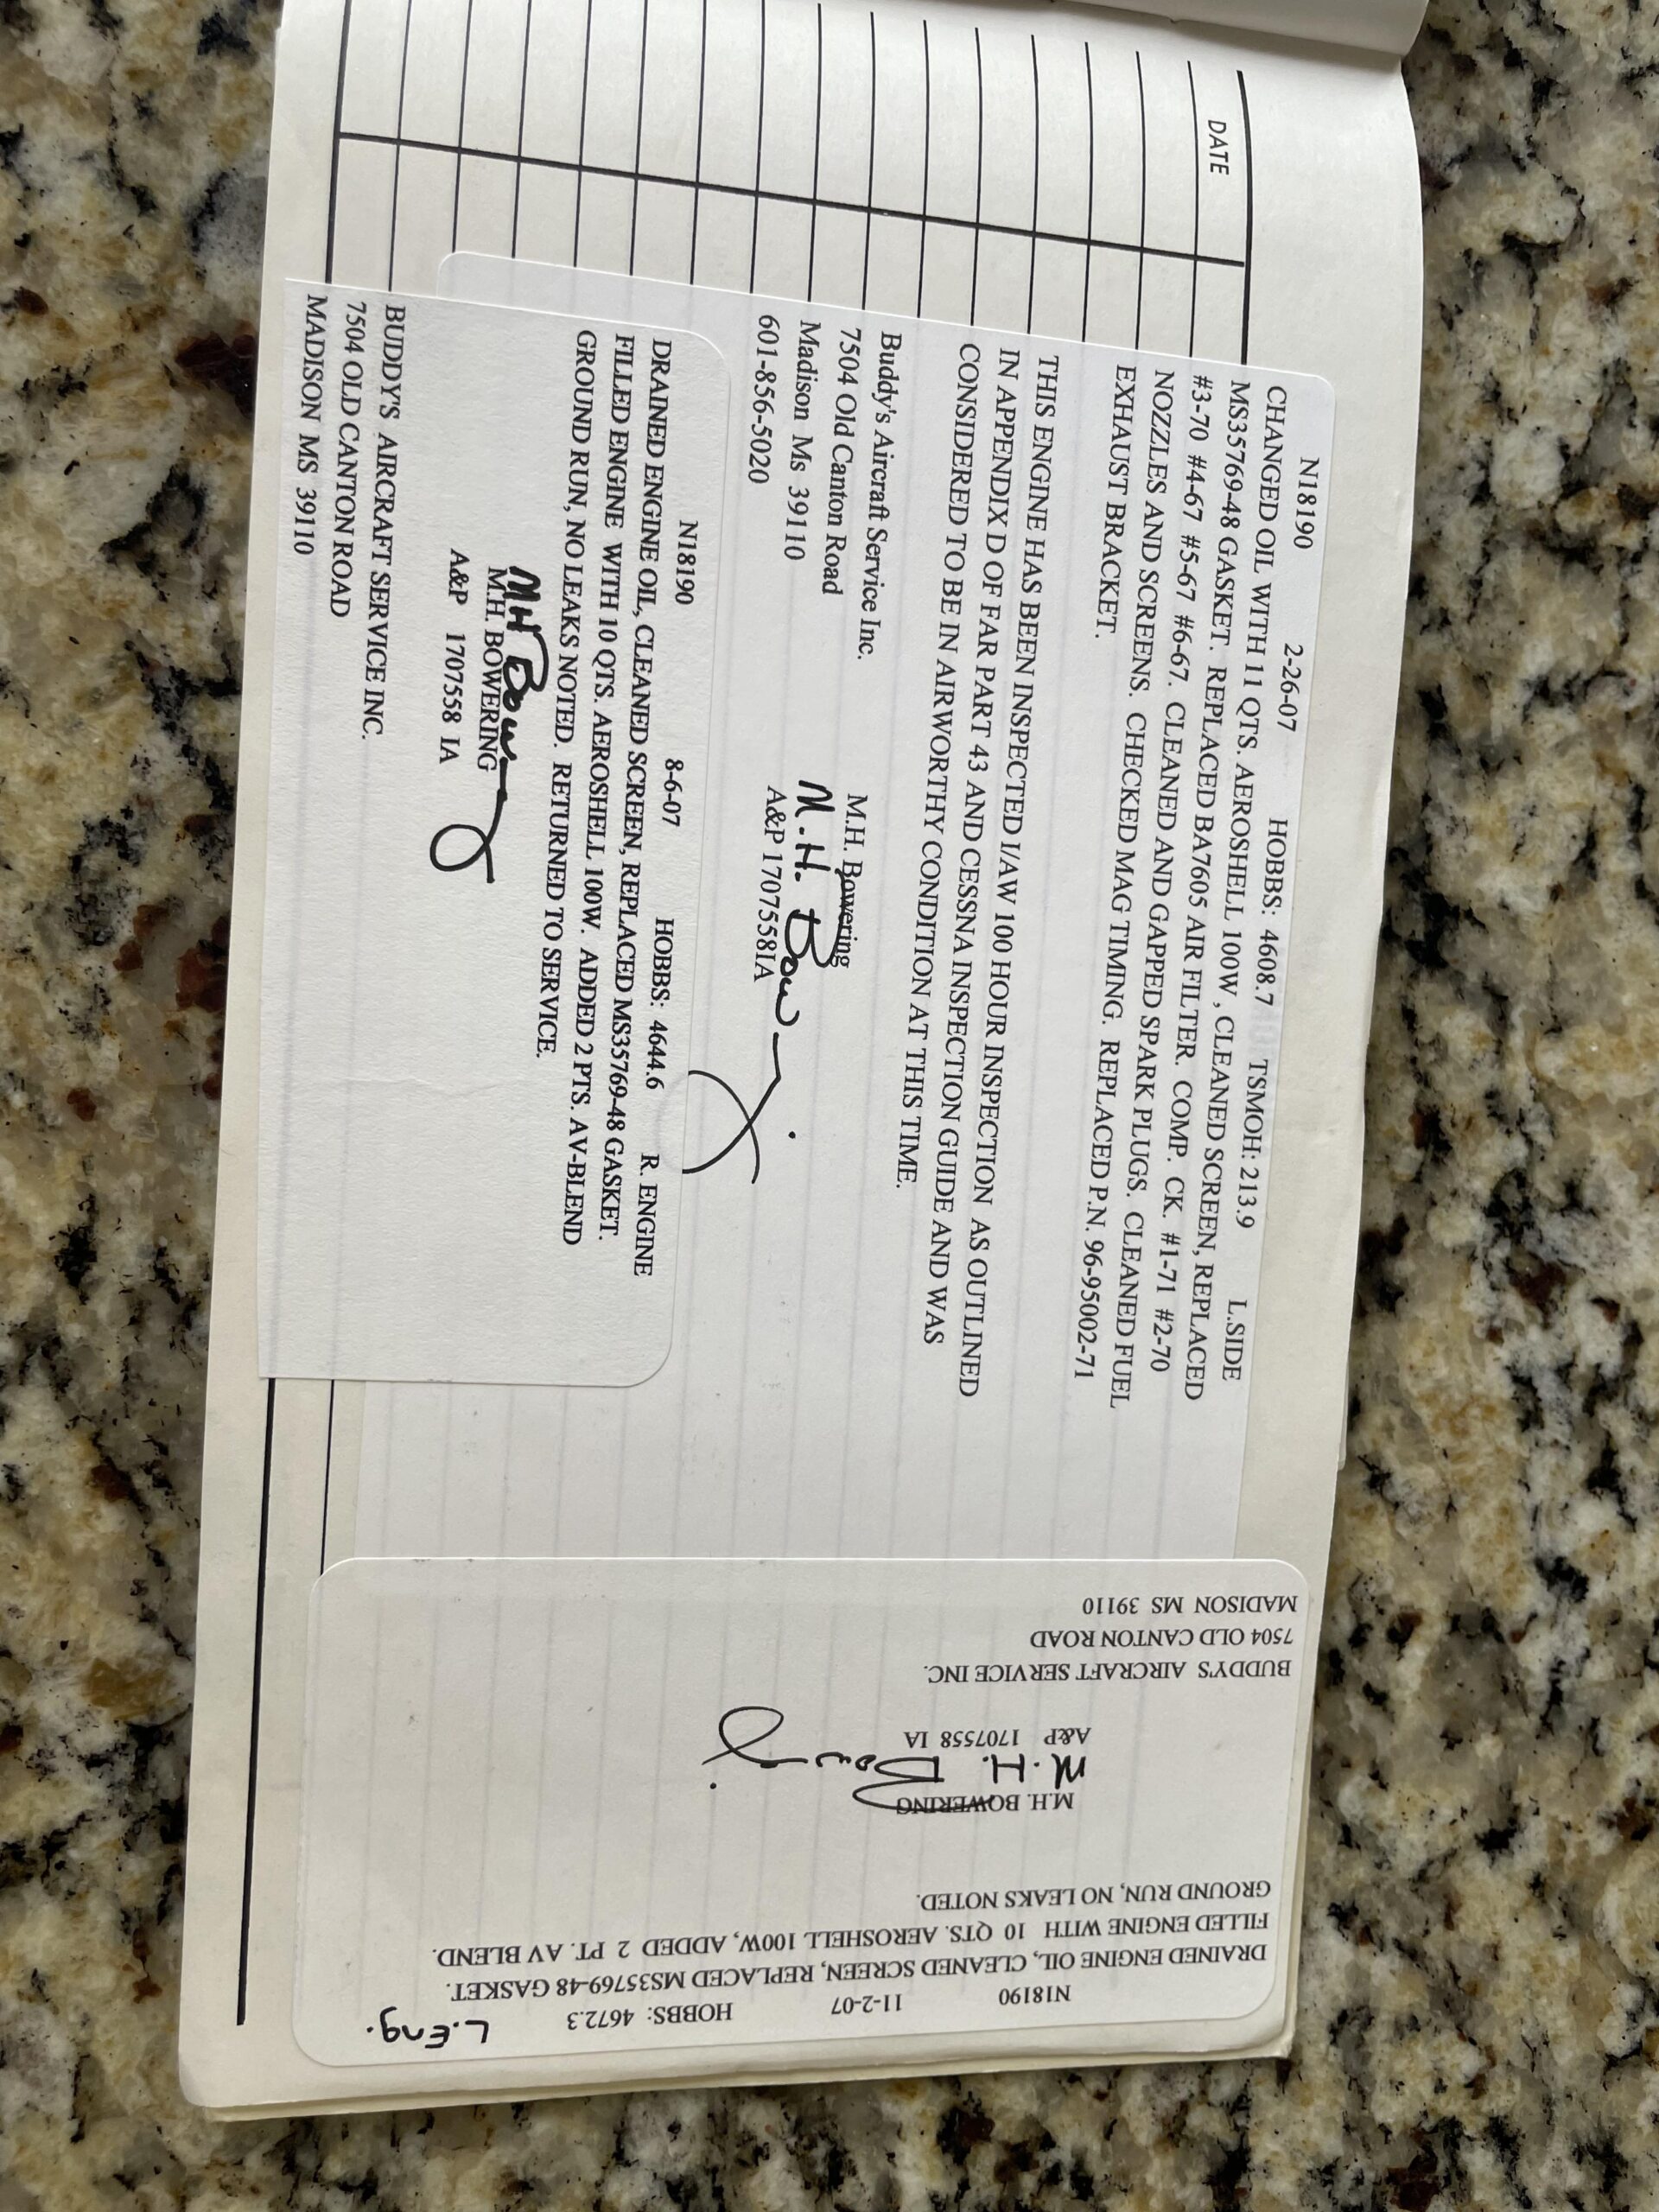 DATE
N18190 2-26-07 HOBBS: 4608.7 TSMOH: 213.9 L.SIDE
CHANGED OIL WITH 11 QTS. AEROSHELL 100W , CLEANED SCREEN, REPLACED
MS35769-48 GASKET. REPLACED BA7605 AIR FILTER. COMP. CK. #1-71 #2-70
#3-70 #4-67 #5-67 #6-67. CLEANED AND GAPPED SPARK PLUGS. CLEANED FUEL
NOZZLES AND SCREENS. CHECKED MAG TIMING. REPLACED P.N. 96-95002-71
EXHAUST BRACKET.
THIS ENGINE HAS BEEN INSPECTED I/AW 100 HOUR INSPECTION AS OUTLINED
IN APPENDIX D OF FAR PART 43 AND CESSNA INSPECTION GUIDE AND WAS
CONSIDERED TO BE IN AIRWORTHY CONDITION AT THIS TIME.
Buddy's Aircraft Service Inc. M.H. Bowering
7504 Old Canton Road M.H. Bowering
Madison Ms 39110 A&P 1707558IA
601-856-5020
N18190 8-6-07 HOBBS: 4644.6 R. ENGINE
DRAINED ENGINE OIL, CLEANED SCREEN, REPLACED MS35769-48 GASKET.
FILLED ENGINE WITH 10 QTS. AEROSHELL 100W. ADDED 2 PTS. AV-BLEND
GROUND RUN, NO LEAKS NOTED. RETURNED TO SERVICE.
MH Bowering
M.H. BOWERING
A&P 1707558 IA
BUDDY'S AIRCRAFT SERVICE INC.
7504 OLD CANTON ROAD
MADISON MS 39110
N18190 11-2-07 HOBBS: 4672.3 L.Eng.
DRAINED ENGINE OIL, CLEANED SCREEN, REPLACED MS35769-48 GASKET.
FILLED ENGINE WITH 10 QTS. AEROSHELL 100W, ADDED 2 PT. AV BLEND.
GROUND RUN, NO LEAKS NOTED.
M.H. BOWERING
M.H. Bowering
A&P 1707558 IA
BUDDY'S AIRCRAFT SERVICE INC.
7504 OLD CANTON ROAD
MADISON MS 39110